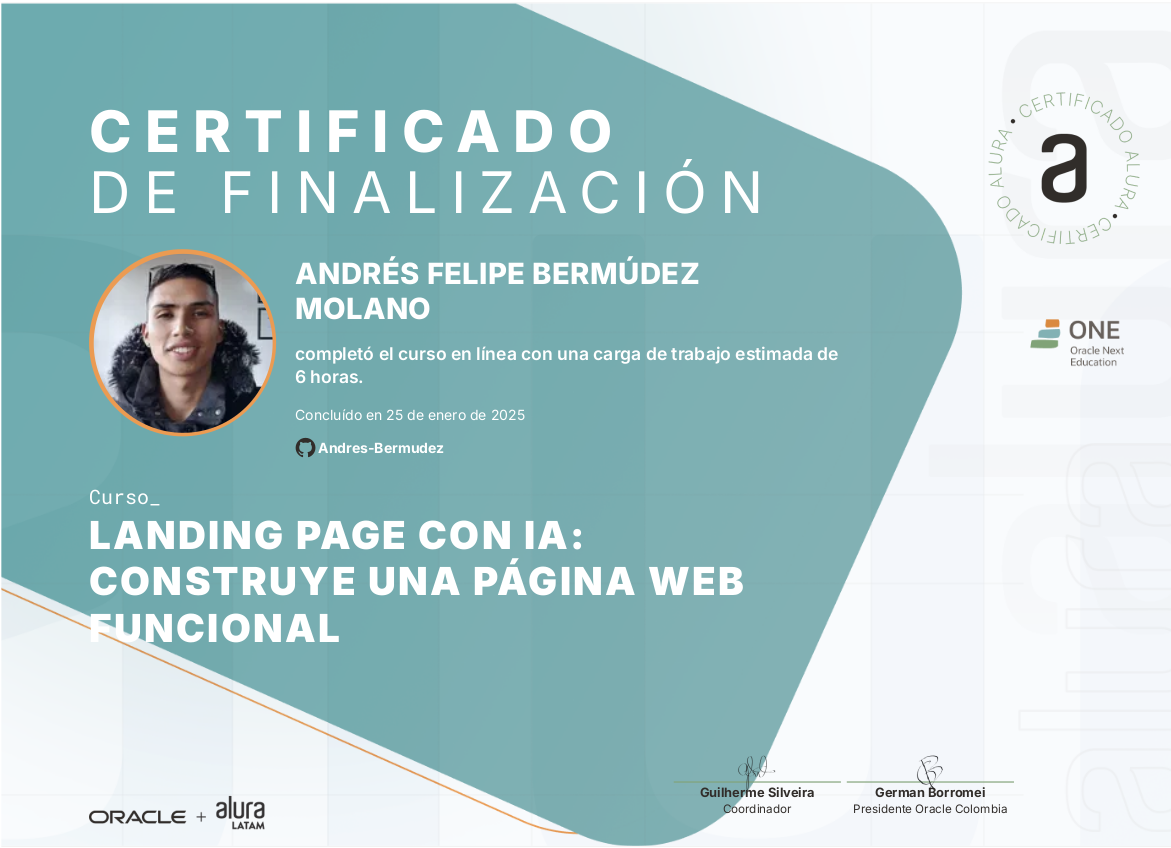 CERTIFICADO
DE FINALIZACIÓN
CERTIFICADO ALURA • CERTIFICADO ALURA •
a
ANDRÉS FELIPE BERMÚDEZ
MOLANO
completó el curso en línea con una carga de trabajo estimada de
6 horas.
Concluído en 25 de enero de 2025
Andres-Bermudez
ONE
Oracle Next
Education
Curso_
LANDING PAGE CON IA:
CONSTRUYE UNA PÁGINA WEB
FUNCIONAL
alura
alura
Guilherme Silveira
Coordinador
German Borromei
Presidente Oracle Colombia
ORACLE + alura
LATAM